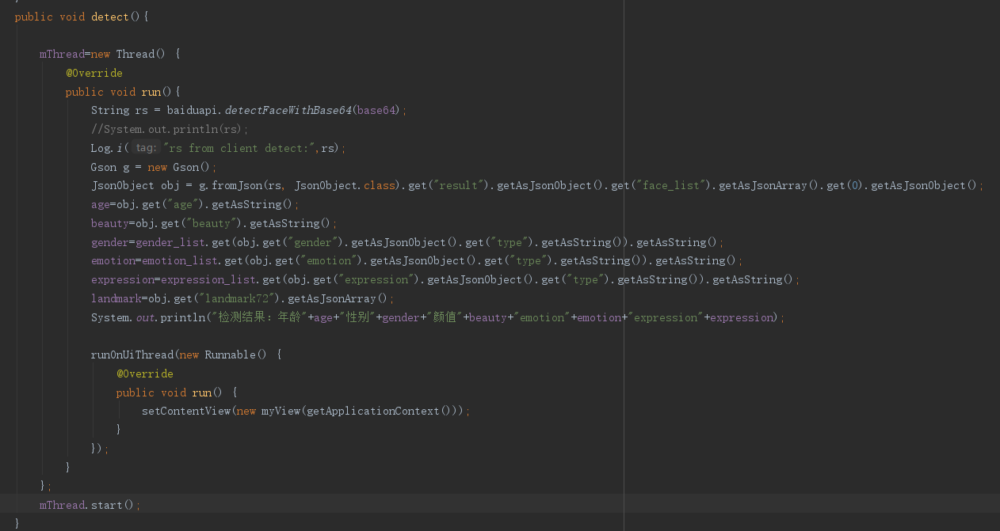 public void detect(){
mThread=new Thread() {
@Override
public void run(){
String rs = baiduapi.detectFaceWithBase64(base64);
//System.out.println(rs);
Log.i( tag: "rs from client detect:",rs);
Gson g = new Gson();
JsonObject obj = g.fromJson(rs, JsonObject.class).get("result").getAsJsonObject().get("face_list").getAsJsonArray().get(0).getAsJsonObject();
age=obj.get("age").getAsString();
beauty=obj.get("beauty").getAsString();
gender=gender_list.get(obj.get("gender").getAsJsonObject().get("type").getAsString()).getAsString();
emotion=emotion_list.get(obj.get("emotion").getAsJsonObject().get("type").getAsString()).getAsString();
expression=expression_list.get(obj.get("expression").getAsJsonObject().get("type").getAsString()).getAsString();
landmark=obj.get("landmark72").getAsJsonArray();
System.out.println("检测结果：年龄"+age+"性别"+gender+"颜值"+beauty+"emotion"+emotion+"expression"+expression);
runOnUiThread(new Runnable() {
@Override
public void run() {
setContentView(new myView(getApplicationContext()));
}
});
}
};
mThread.start();
}